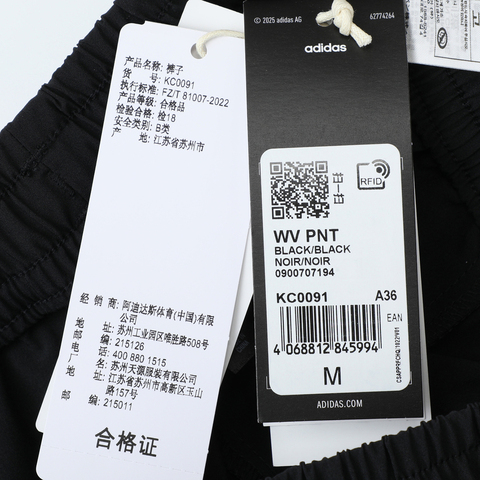 产品名称: 裤子
货 号: KC0091
执行标准: FZ/T 81007-2022
产品等级: 合格品
检验合格: 检18
安全类别: B类
产 地: 江苏省苏州市
经 销 商: 阿迪达斯体育(中国)有限
公司
地 址: 苏州工业园区唯胜路508号
邮 编: 215126
电 话: 400 880 1515
厂 名: 苏州天源服装有限公司
地 址: 江苏省苏州市高新区玉山
路157号
邮 编: 215011
合格证
© 2025 adidas AG
62774264
adidas
扫一扫
RFID
WV PNT
BLACK/BLACK
NOIR/NOIR
0900707194
KC0091 A36
EAN
4 068812 845994
M
ADIDAS.COM